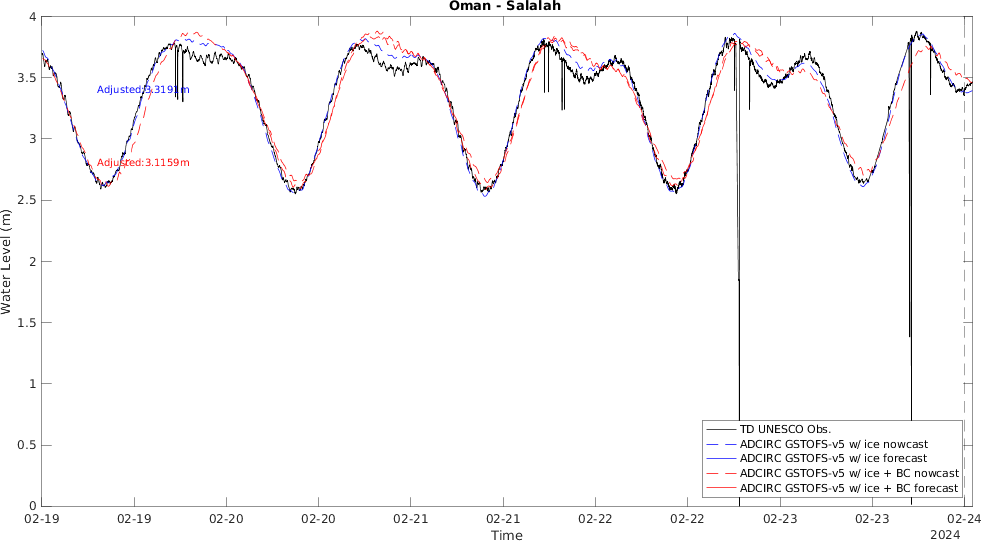 Oman - Salalah
4
3.5
3
2.5
2
1.5
1
0.5
0
Water Level (m)
Adjusted:3.3191m
Adjusted:3.1159m
TD UNESCO Obs.
ADCIRC GSTOFS-v5 w/ ice nowcast
ADCIRC GSTOFS-v5 w/ ice forecast
ADCIRC GSTOFS-v5 w/ ice + BC nowcast
ADCIRC GSTOFS-v5 w/ ice + BC forecast
02-19 02-19 02-20 02-20 02-21 02-21 02-22 02-22 02-23 02-23 02-24
Time
2024